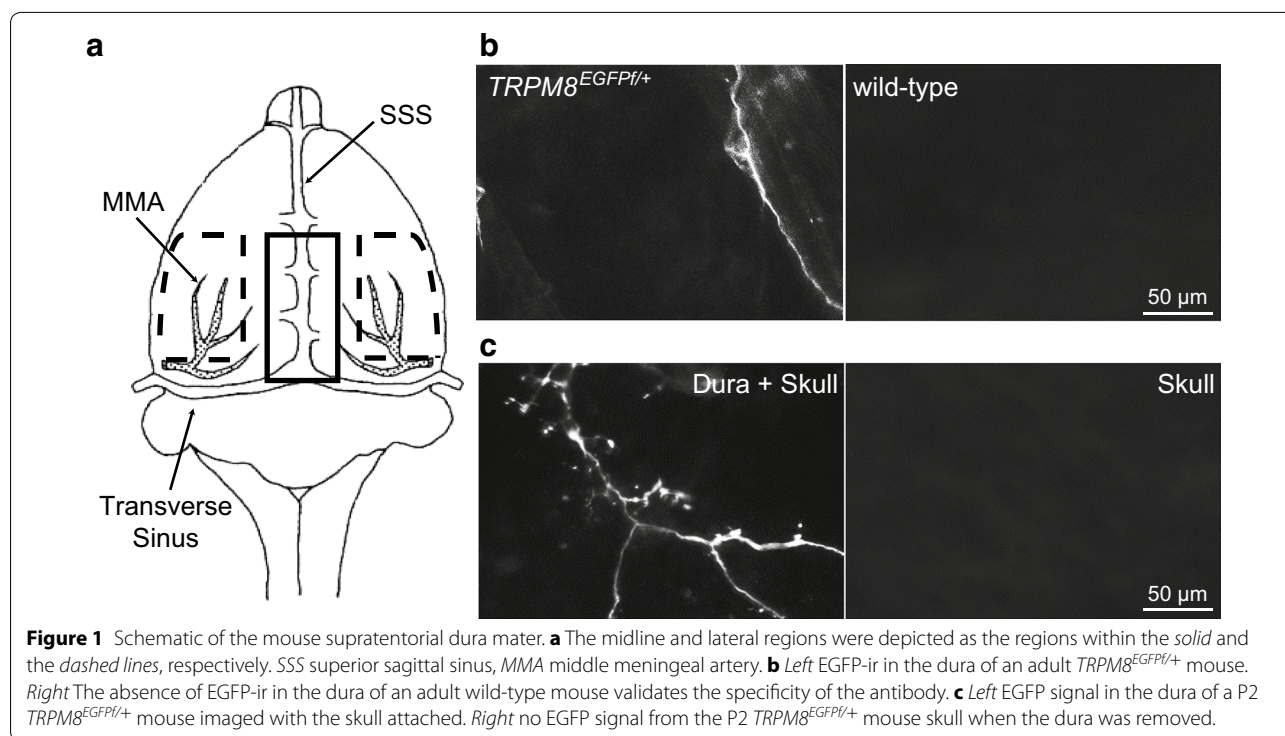 a
SSS
MMA
Transverse
Sinus
b
TRPM8EGFPf/+
wild-type
50 µm
c
Dura + Skull
Skull
50 µm
Figure 1 Schematic of the mouse supratentorial dura mater. a The midline and lateral regions were depicted as the regions within the solid and
the dashed lines, respectively. SSS superior sagittal sinus, MMA middle meningeal artery. b Left EGFP-ir in the dura of an adult TRPM8EGFPf/+ mouse.
Right The absence of EGFP-ir in the dura of an adult wild-type mouse validates the specificity of the antibody. c Left EGFP signal in the dura of a P2
TRPM8EGFPf/+ mouse imaged with the skull attached. Right no EGFP signal from the P2 TRPM8EGFPf/+ mouse skull when the dura was removed.